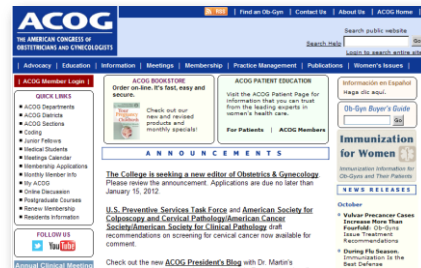 RSS | Find an Ob-Gyn | Contact Us | About Us | ACOG Home |
ACOG
THE AMERICAN CONGRESS OF
OBSTETRICIANS AND GYNECOLOGISTS
Search public website
Search Help
Go
Login to search entire site
| Advocacy | Education | Information | Meetings | Membership | Practice Management | Publications | Women's Issues |
ACOG Member Login |
QUICK LINKS
ACOG Departments
ACOG Districts
ACOG Sections
Coding
Junior Fellows
Medical Students
Meetings Calendar
Membership Applications
Monthly Member Info
My ACOG
Online Discussion
Postgraduate Courses
Renew Membership
Residents Information
FOLLOW US
YouTube
Annual Clinical Meeting
ACOG BOOKSTORE
Order on-line. It's fast, easy and
secure.
Check out our
new and revised
products and
monthly specials!
ACOG PATIENT EDUCATION
Visit the ACOG Patient Page for
information that you can trust
from the leading experts in
women's health care.
For Patients | ACOG Members
ANNOUNCEMENTS
The College is seeking a new editor of Obstetrics & Gynecology.
Please review the announcement. Applications are due no later than
January 15, 2012.
U.S. Preventive Services Task Force and American Society for
Colposcopy and Cervical Pathology/American Cancer
Society/American Society for Clinical Pathology draft
recommendations on screening for cervical cancer now available for
comment.
Check out the new ACOG President's Blog with Dr. Martin's
Información en Español
Haga clic aquí.
Ob-Gyn Buyer's Guide
Go
Immunization
for Women
Immunization Information for
Ob-Gyns and Their Patients
NEWS RELEASES
October
Vulvar Precancer Cases
Increase More Than
Fourfold: Ob-Gyns
Issue Treatment
Recommendations
During Flu Season,
Immunization Is the
Best Defense